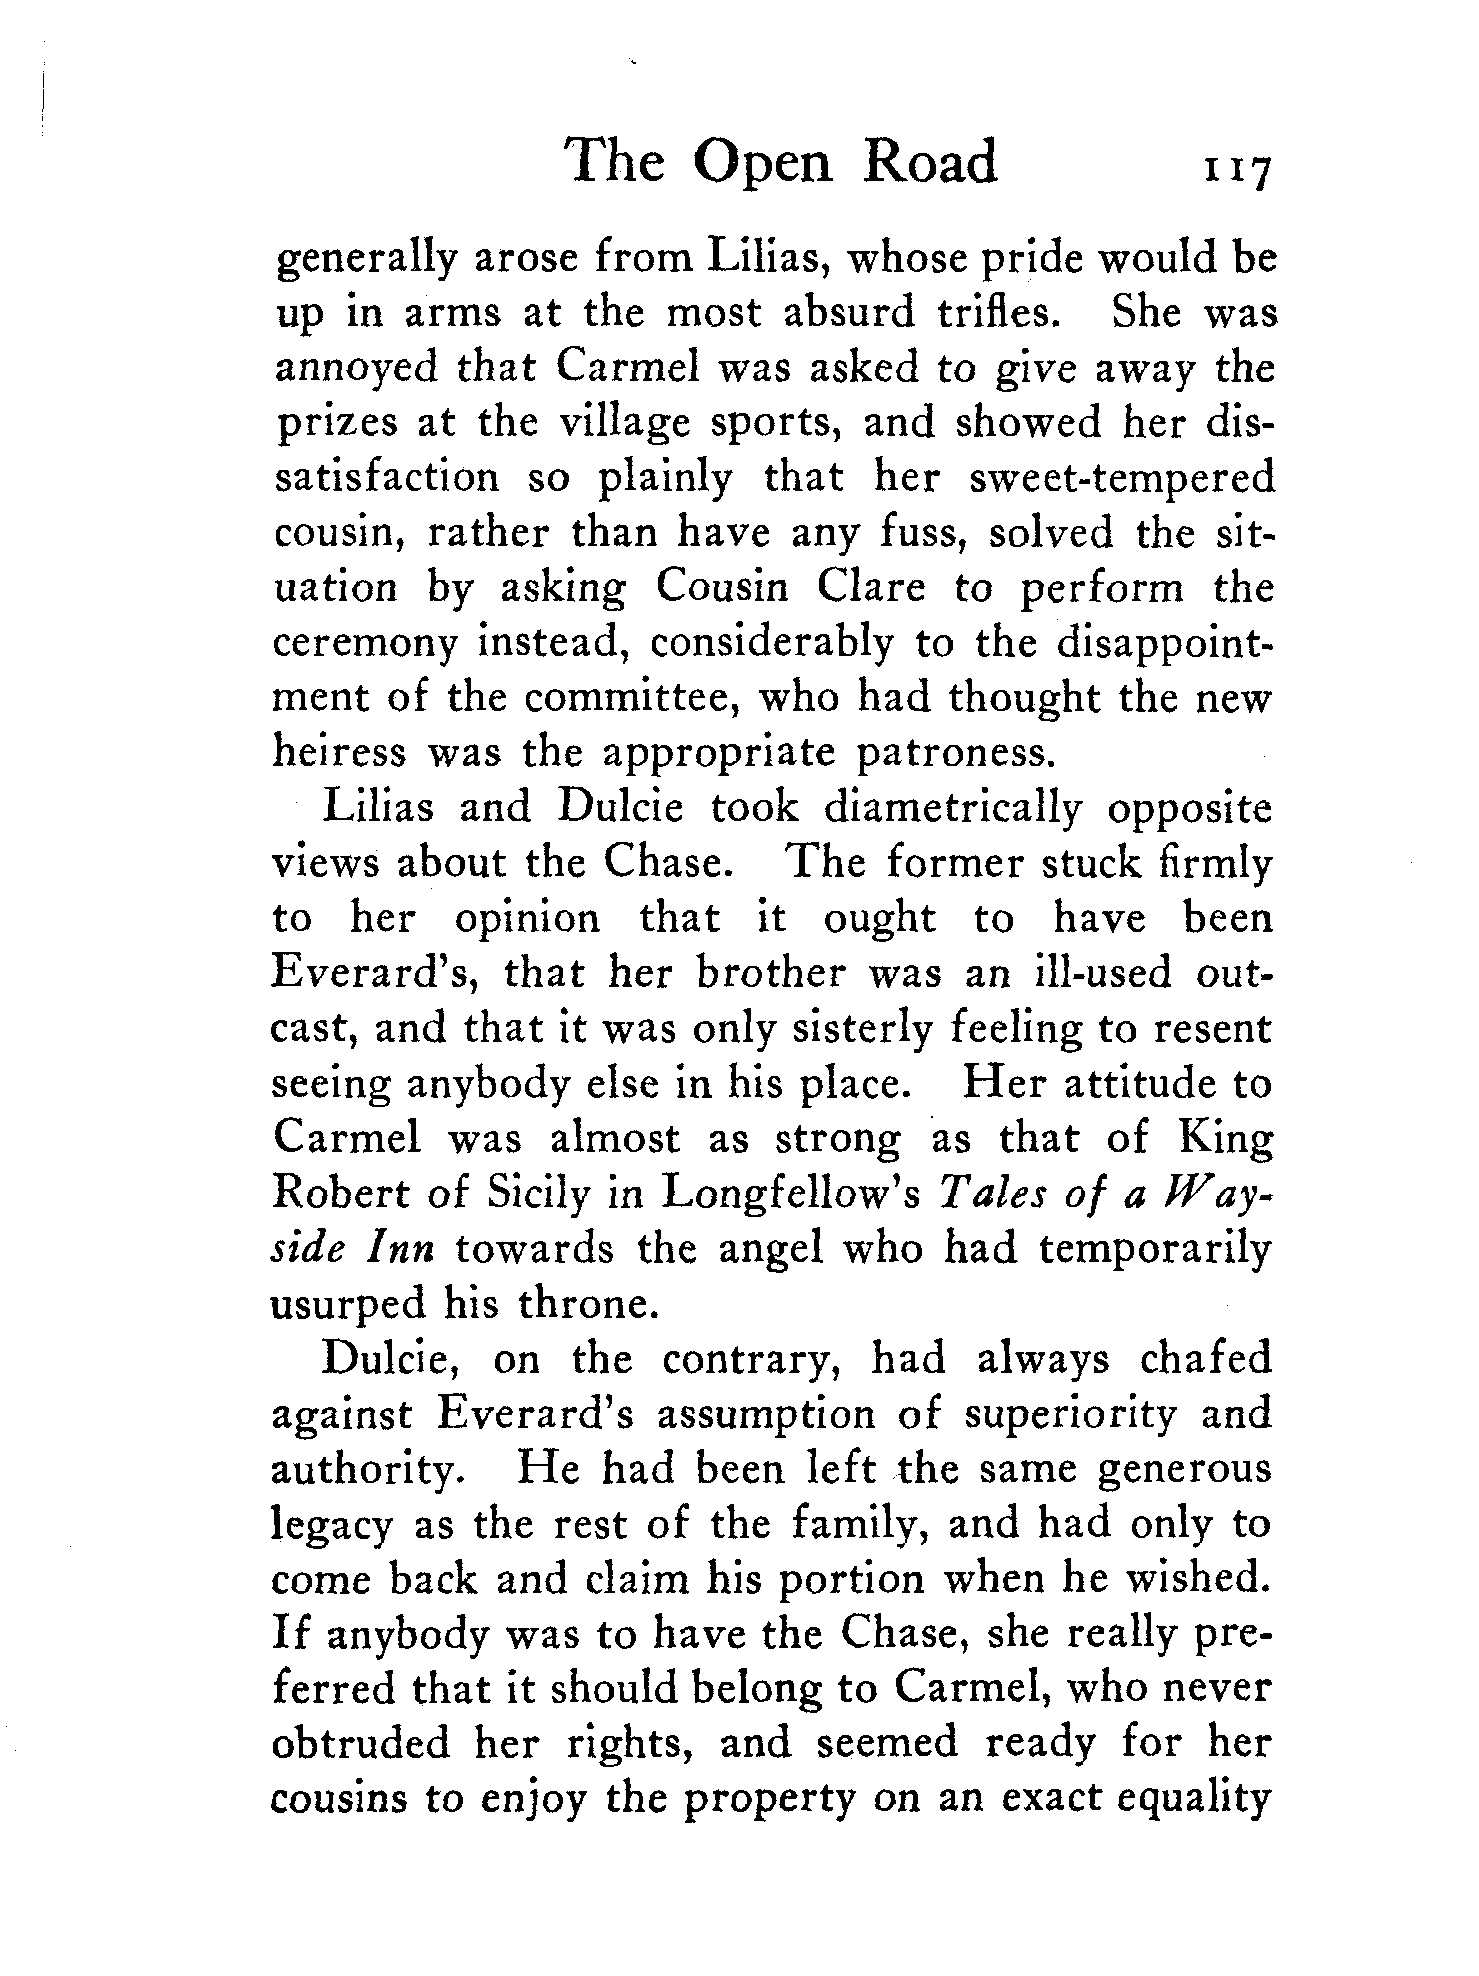 The Open Road 117
generally arose from Lilias, whose pride would be
up in arms at the most absurd trifles. She was
annoyed that Carmel was asked to give away the
prizes at the village sports, and showed her dis-
satisfaction so plainly that her sweet-tempered
cousin, rather than have any fuss, solved the sit-
uation by asking Cousin Clare to perform the
ceremony instead, considerably to the disappoint-
ment of the committee, who had thought the new
heiress was the appropriate patroness.
Lilias and Dulcie took diametrically opposite
views about the Chase. The former stuck firmly
to her opinion that it ought to have been
Everard's, that her brother was an ill-used out-
cast, and that it was only sisterly feeling to resent
seeing anybody else in his place. Her attitude to
Carmel was almost as strong as that of King
Robert of Sicily in Longfellow's Tales of a Way-
side Inn towards the angel who had temporarily
usurped his throne.
Dulcie, on the contrary, had always chafed
against Everard's assumption of superiority and
authority. He had been left the same generous
legacy as the rest of the family, and had only to
come back and claim his portion when he wished.
If anybody was to have the Chase, she really pre-
ferred that it should belong to Carmel, who never
obtruded her rights, and seemed ready for her
cousins to enjoy the property on an exact equality